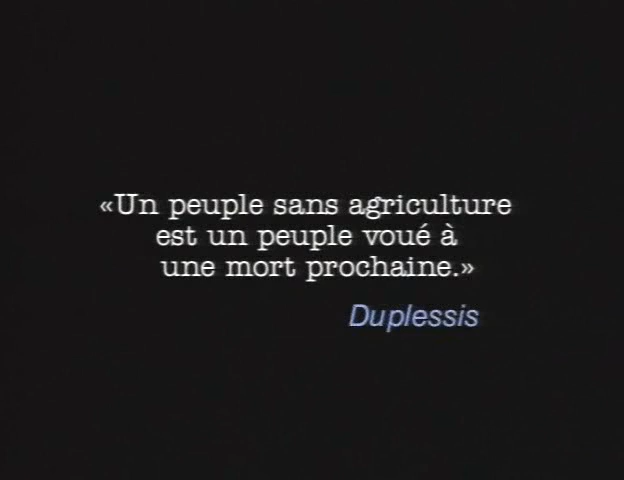 «Un peuple sans agriculture
est un peuple voué à
une mort prochaine.»
Duplessis